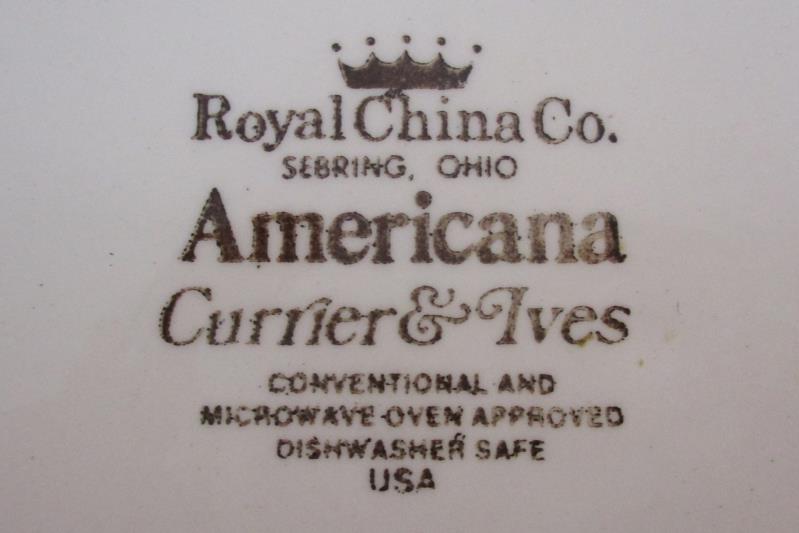 Royal China Co.
SEBRING, OHIO
Americana
Currier & Ives
CONVENTIONAL AND
MICROWAVE OVEN APPROVED
DISHWASHER SAFE
USA